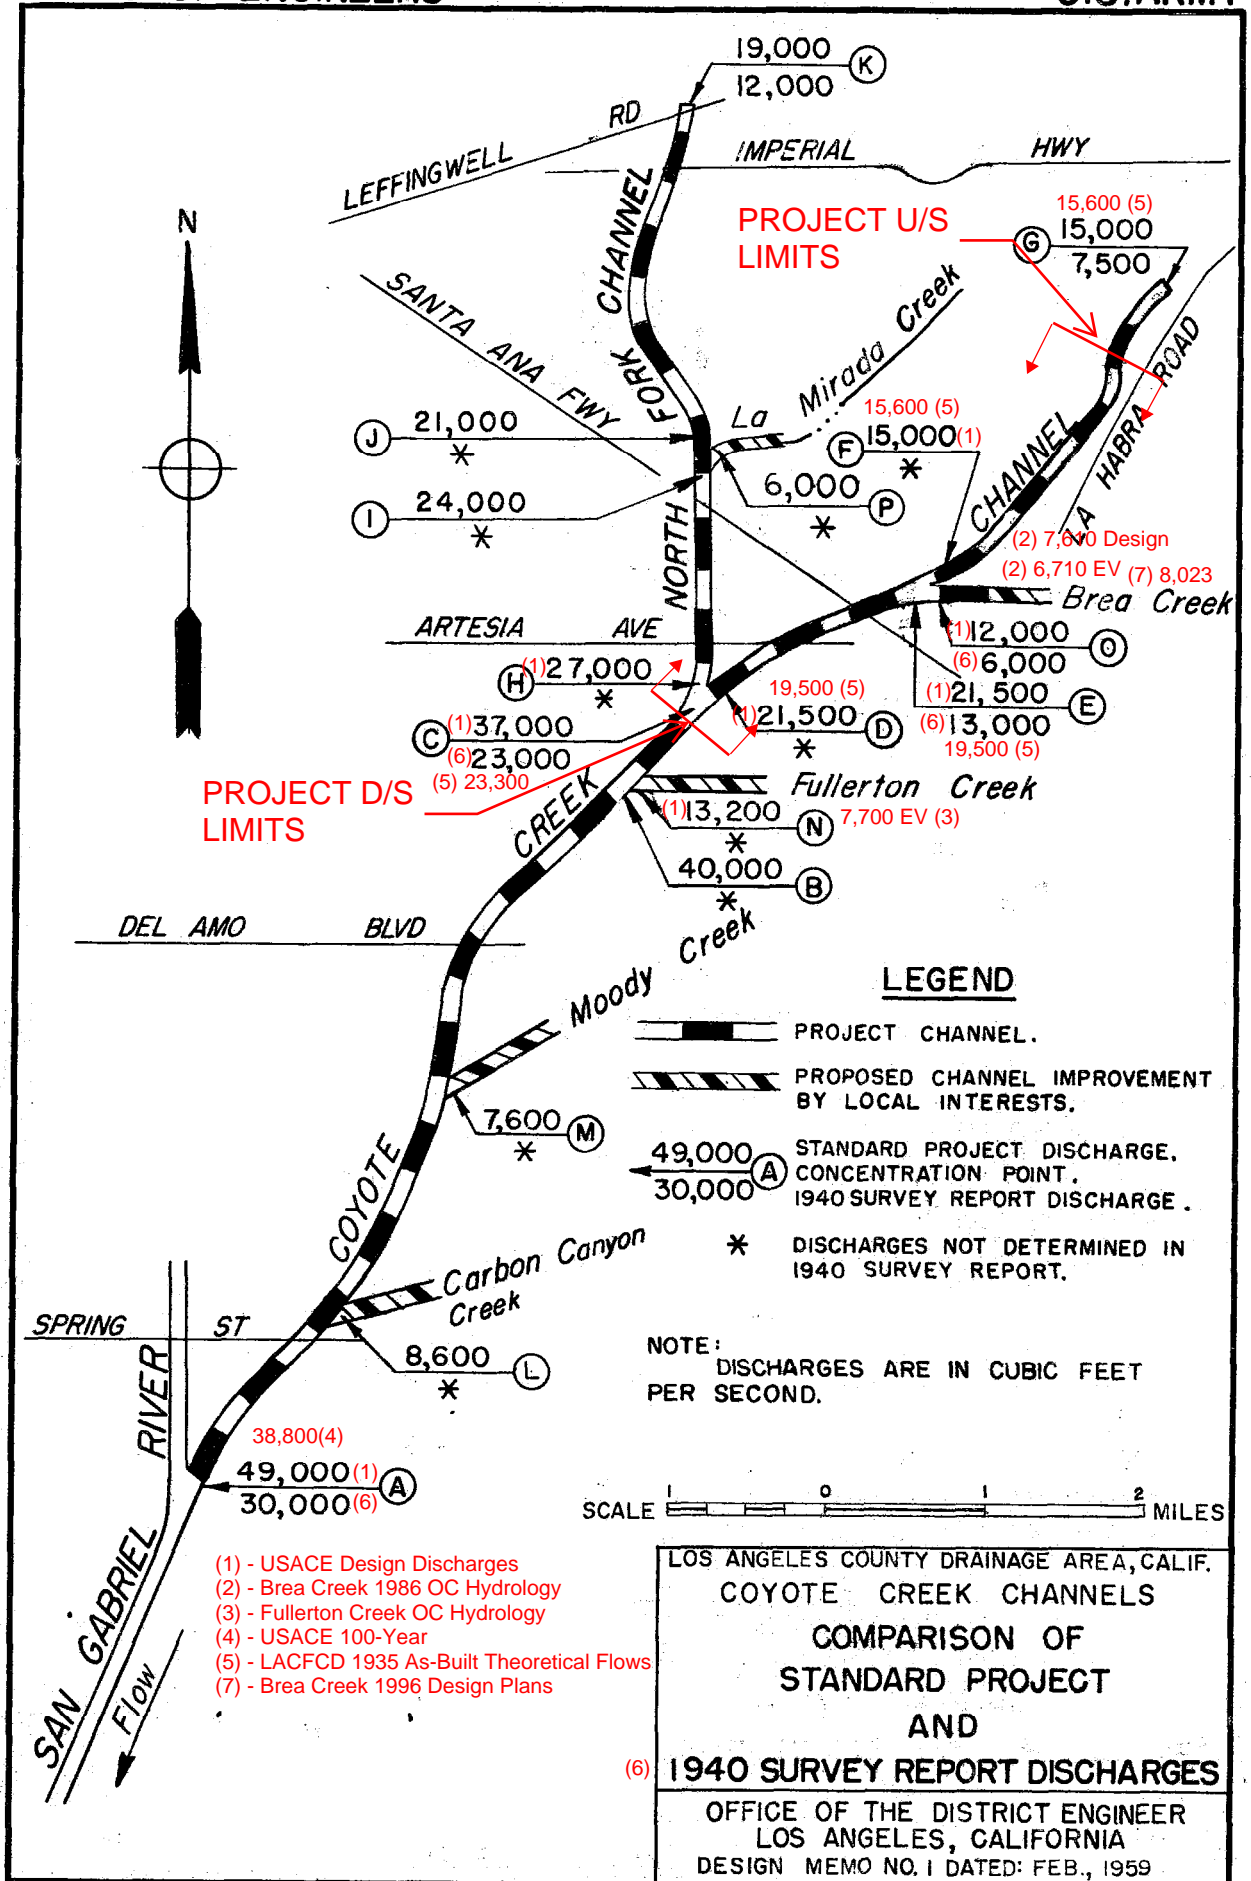 ENGINEERS
U.S. ARMY
19,000
K
12,000
LEFFINGWELL RD
IMPERIAL HWY
N
PROJECT U/S
LIMITS
15,600 (5)
G 15,000
7,500
NORTH FORK CHANNEL
SANTA ANA FWY
La Mirada Creek
LA HABRA ROAD
J 21,000
*
15,600 (5)
F 15,000 (1)
*
I 24,000
*
6,000 P
*
CHANNEL
(2) 7,610 Design
(2) 6,710 EV (7) 8,023
Brea Creek
ARTESIA AVE
(1) 12,000 O
(6) 6,000
H (1) 27,000
*
(1) 21,500 E
(6) 13,000
19,500 (5)
19,500 (5)
(1) 21,500 D
*
C (1) 37,000
(6) 23,000
(5) 23,300
PROJECT D/S
LIMITS
Fullerton Creek
(1) 13,200 N 7,700 EV (3)
*
40,000 B
*
COYOTE CREEK
DEL AMO BLVD
Moody Creek
7,600 M
*
Carbon Canyon
Creek
SPRING ST
8,600 L
*
38,800(4)
49,000 (1) A
30,000 (6)
SAN GABRIEL RIVER
Flow
LEGEND
PROJECT CHANNEL.
PROPOSED CHANNEL IMPROVEMENT
BY LOCAL INTERESTS.
49,000 A
30,000
STANDARD PROJECT DISCHARGE.
CONCENTRATION POINT.
1940 SURVEY REPORT DISCHARGE.
* DISCHARGES NOT DETERMINED IN
1940 SURVEY REPORT.
NOTE:
DISCHARGES ARE IN CUBIC FEET
PER SECOND.
SCALE 1 0 1 2 MILES
(1) - USACE Design Discharges
(2) - Brea Creek 1986 OC Hydrology
(3) - Fullerton Creek OC Hydrology
(4) - USACE 100-Year
(5) - LACFCD 1935 As-Built Theoretical Flows
(7) - Brea Creek 1996 Design Plans
LOS ANGELES COUNTY DRAINAGE AREA, CALIF.
COYOTE CREEK CHANNELS
COMPARISON OF
STANDARD PROJECT
AND
(6) 1940 SURVEY REPORT DISCHARGES
OFFICE OF THE DISTRICT ENGINEER
LOS ANGELES, CALIFORNIA
DESIGN MEMO NO. 1 DATED: FEB., 1959